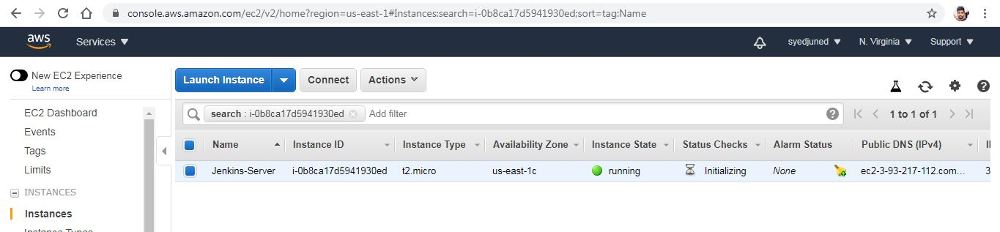 console.aws.amazon.com/ec2/v2/home?region=us-east-1#Instances:search=i-0b8ca17d5941930ed;sort=tag:Name
aws Services syedjuned N. Virginia Support
New EC2 Experience
Learn more
Launch Instance Connect Actions
search : i-0b8ca17d5941930ed Add filter 1 to 1 of 1
EC2 Dashboard
Events
Tags
Limits
INSTANCES
Instances
Instance Types
Name Instance ID Instance Type Availability Zone Instance State Status Checks Alarm Status Public DNS (IPv4)
Jenkins-Server i-0b8ca17d5941930ed t2.micro us-east-1c running Initializing None ec2-3-93-217-112.com... 3